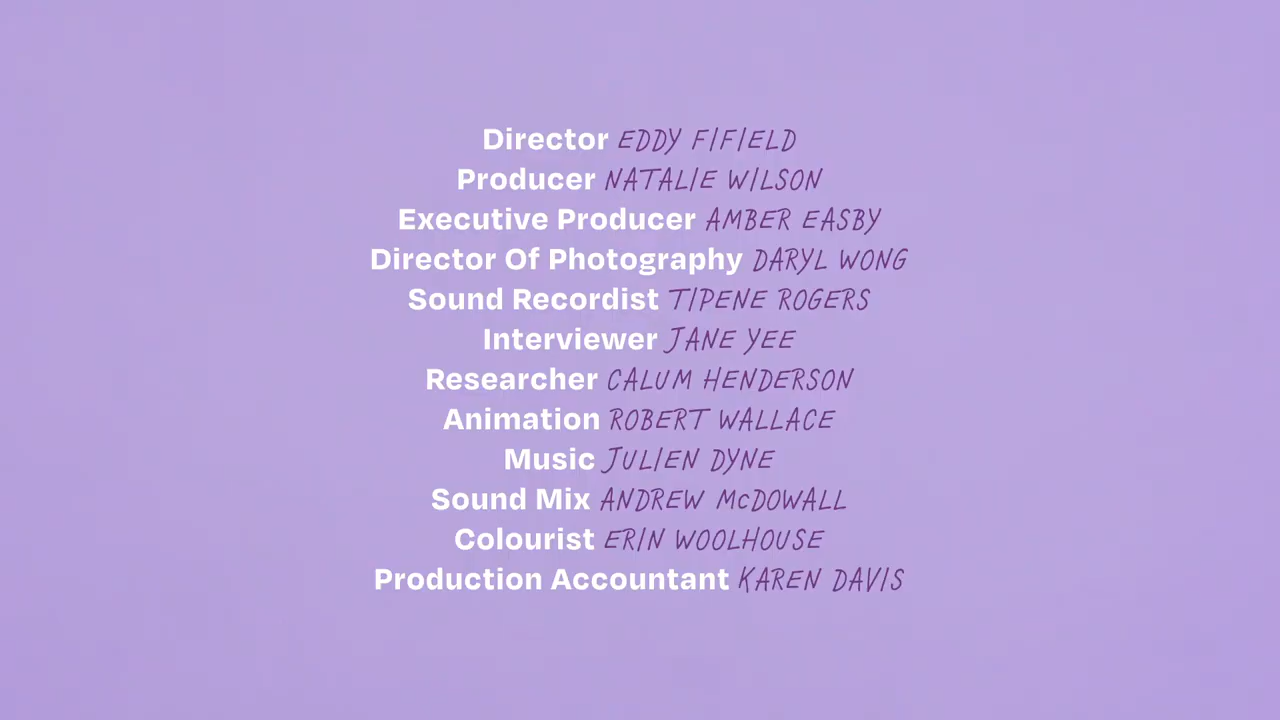 Director EDDY FIFIELD
Producer NATALIE WILSON
Executive Producer AMBER EASBY
Director Of Photography DARYL WONG
Sound Recordist TIPENE ROGERS
Interviewer JANE YEE
Researcher CALUM HENDERSON
Animation ROBERT WALLACE
Music JULIEN DYNE
Sound Mix ANDREW McDOWALL
Colourist ERIN WOOLHOUSE
Production Accountant KAREN DAVIS